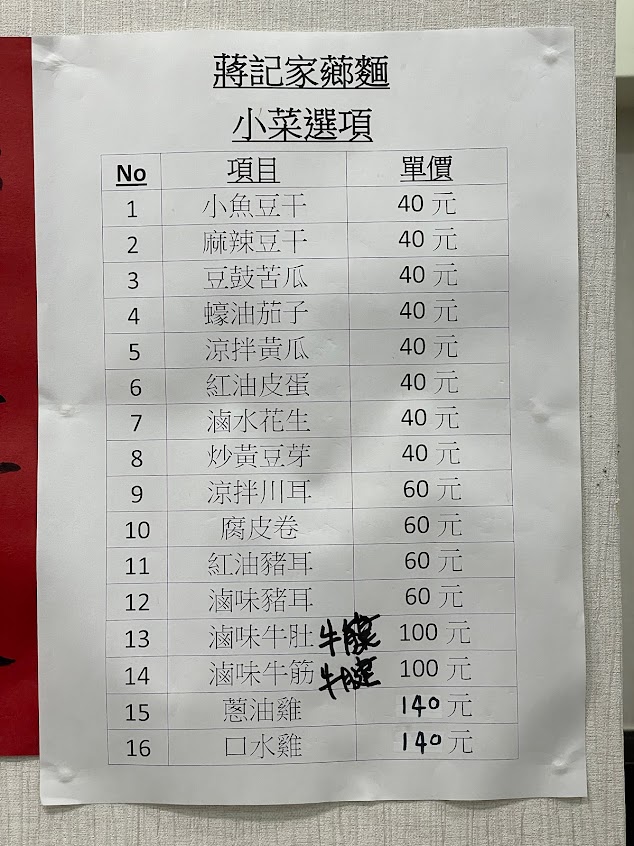 蔣記家薌麵
小菜選項
No 項目 單價
1 小魚豆干 40 元
2 麻辣豆干 40 元
3 豆鼓苦瓜 40 元
4 蠔油茄子 40 元
5 涼拌黃瓜 40 元
6 紅油皮蛋 40 元
7 滷水花生 40 元
8 炒黃豆芽 40 元
9 涼拌川耳 60 元
10 腐皮卷 60 元
11 紅油豬耳 60 元
12 滷味豬耳 60 元
13 滷味牛肚 牛腩 100 元
14 滷味牛筋 牛腱 100 元
15 蔥油雞 140 元
16 口水雞 140 元